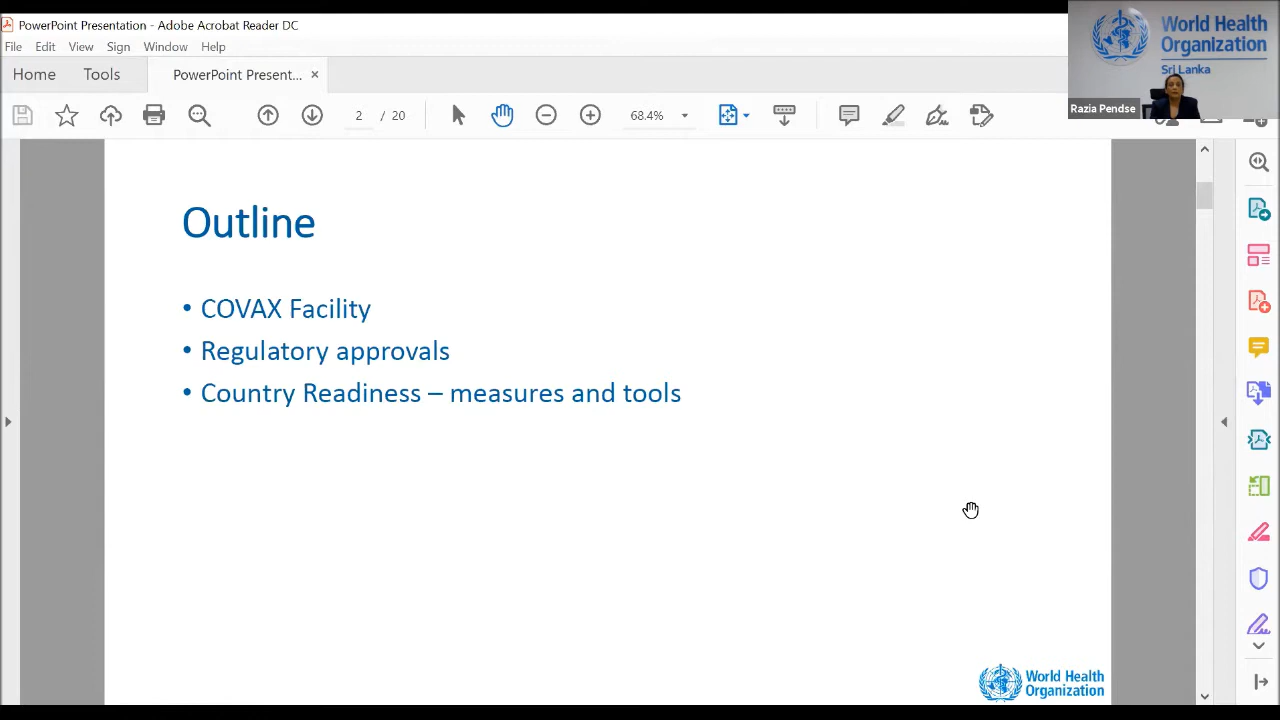 PowerPoint Presentation - Adobe Acrobat Reader DC
File Edit View Sign Window Help
Home Tools PowerPoint Present... ×
2 / 20 68.4%
World Health
Organization
Sri Lanka
Razia Pendse
Outline
• COVAX Facility
• Regulatory approvals
• Country Readiness – measures and tools
World Health
Organization